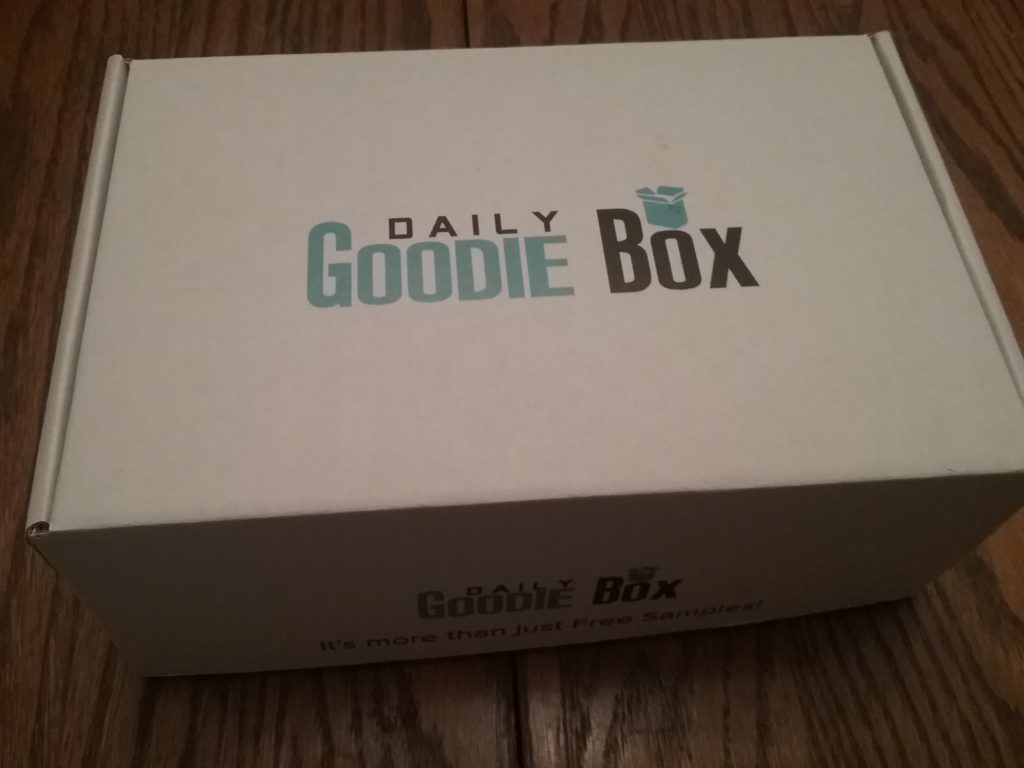 DAILY
GOODIE BOX
DAILY
GOODIE BOX
It's more than just Free Samples!